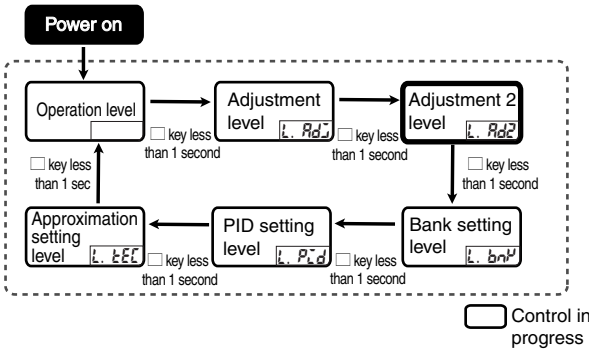 Power on
Operation level
Adjustment
level
L. Adj
Adjustment 2
level
L. Ad2
key less
than 1 second
key less
than 1 second
key less
than 1 sec
key less
than 1 second
Approximation
setting
level
L. tEC
PID setting
level
L. Pid
Bank setting
level
L. bnK
key less
than 1 second
key less
than 1 second
Control in
progress